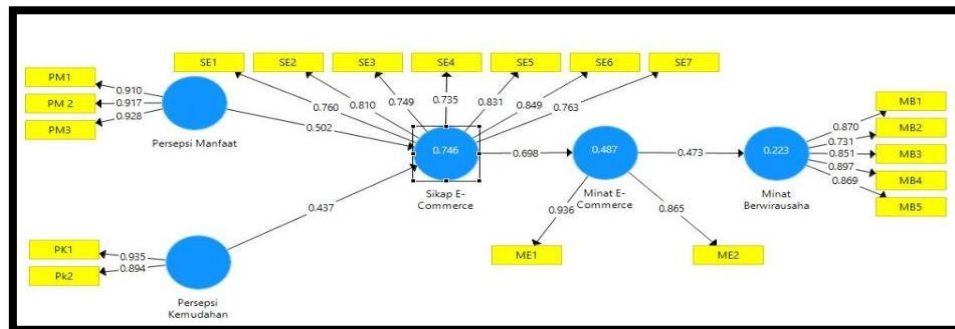 SE1
SE2
SE3
SE4
SE5
SE6
SE7
PM1
PM 2
PM3
0.910
0.917
0.928
Persepsi Manfaat
0.760
0.810
0.749
0.735
0.831
0.849
0.763
0.502
0.746
Sikap E-
Commerce
0.698
0.487
Minat E-
Commerce
0.473
0.223
Minat
Berwirausaha
0.870
0.731
0.851
0.897
0.869
MB1
MB2
MB3
MB4
MB5
0.437
PK1
Pk2
0.935
0.894
Persepsi
Kemudahan
0.936
0.865
ME1
ME2